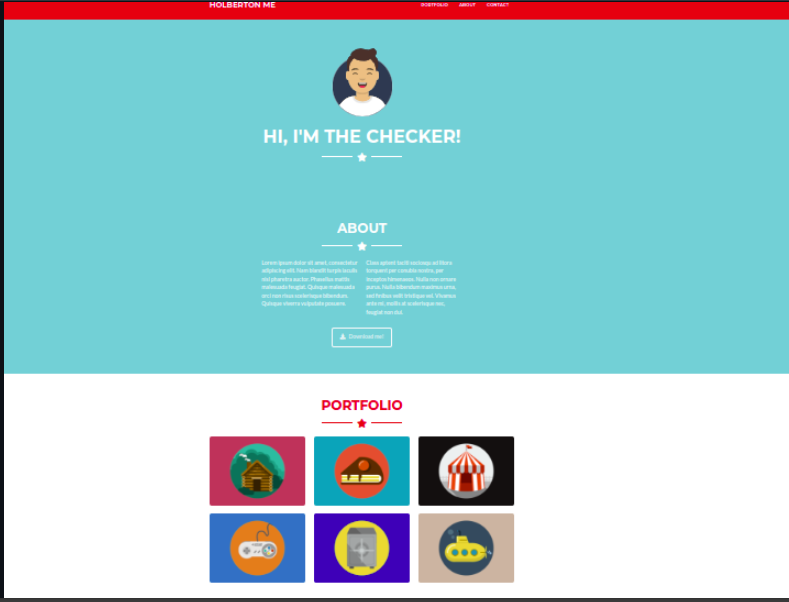 HOLBERTON ME
PORTFOLIO ABOUT CONTACT
HI, I'M THE CHECKER!
ABOUT
Lorem ipsum dolor sit amet, consectetur
adipiscing elit. Nam blandit turpis iaculis
nisl pharetra auctor. Phasellus mattis
malesuada feugiat. Quisque malesuada
orci non risus scelerisque bibendum.
Quisque viverra vulputate posuere.
Class aptent taciti sociosqu ad litora
torquent per conubia nostra, per
inceptos himenaeos. Nulla non ornare
purus. Nulla bibendum maximus urna,
sed finibus velit tristique vel. Vivamus
ante mi, mollis at scelerisque nec,
feugiat non dui.
Download me!
PORTFOLIO